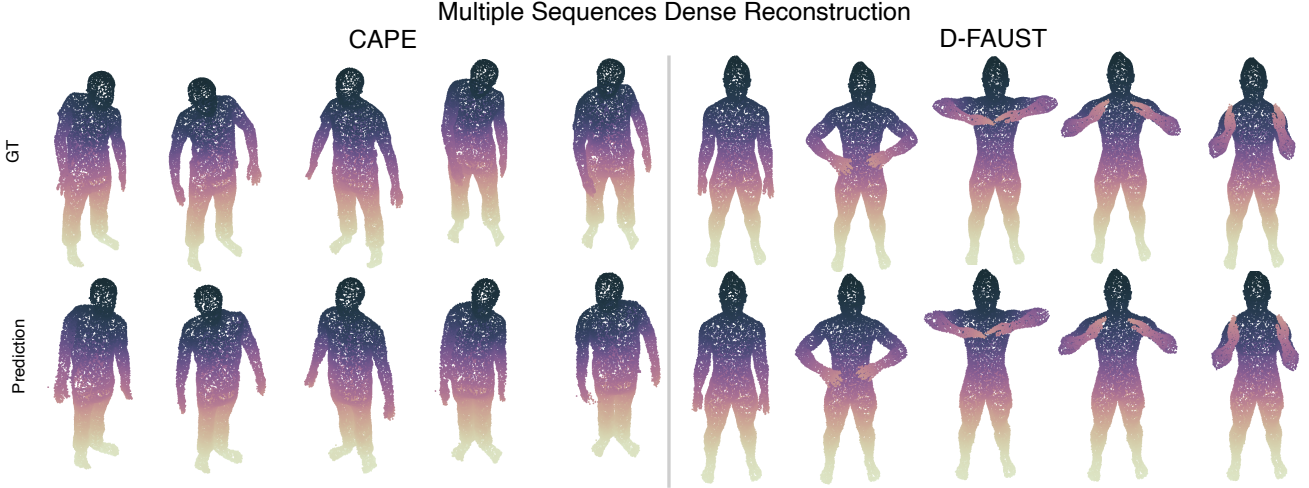 Multiple Sequences Dense Reconstruction
CAPE
D-FAUST
GT
Prediction